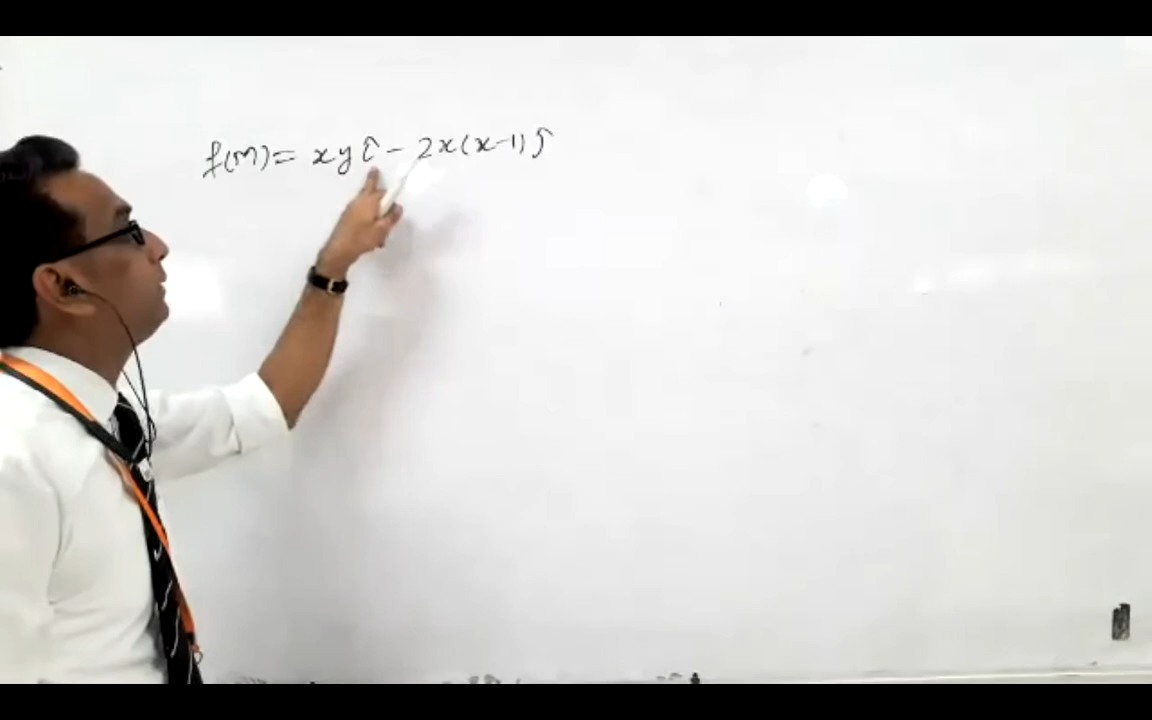 f(m) = xy î - 2x(x-1) ĵ